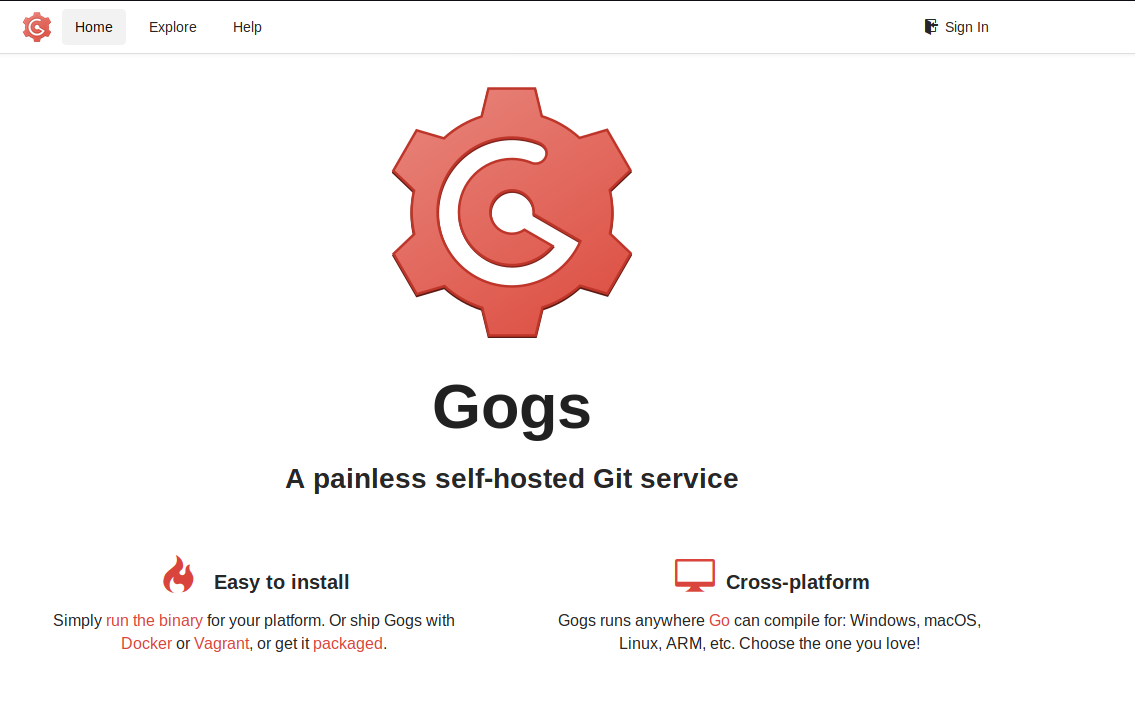 Home Explore Help Sign In
Gogs
A painless self-hosted Git service
Easy to install
Simply run the binary for your platform. Or ship Gogs with
Docker or Vagrant, or get it packaged.
Cross-platform
Gogs runs anywhere Go can compile for: Windows, macOS,
Linux, ARM, etc. Choose the one you love!